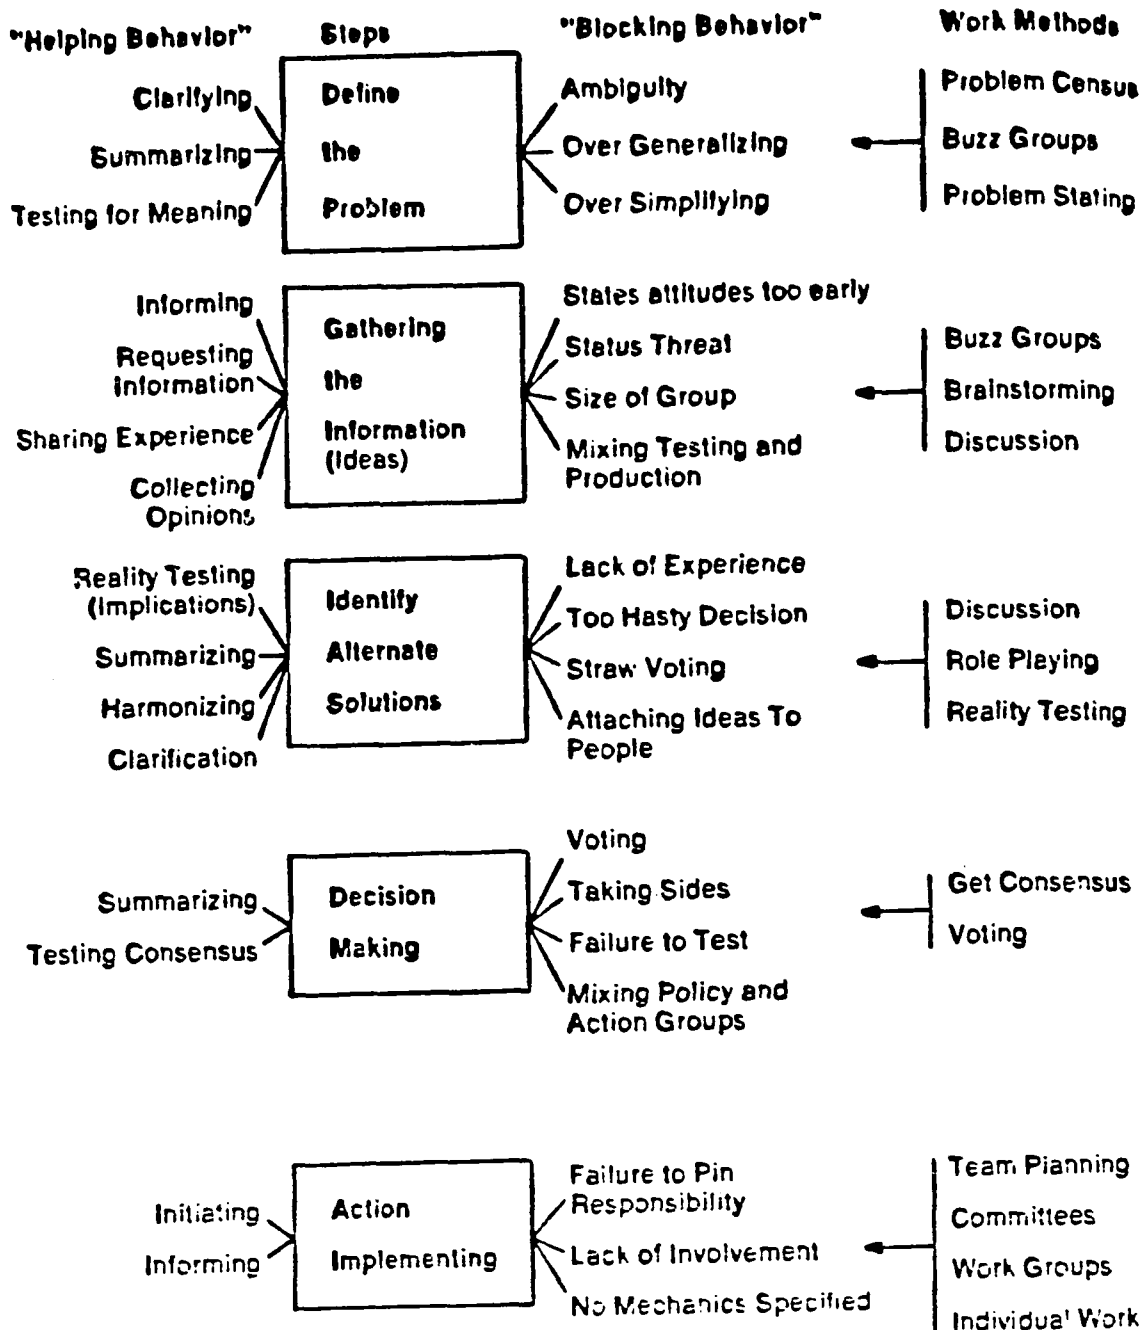 "Helping Behavior"
Steps
"Blocking Behavior"
Work Methods
Clarifying
Summarizing
Testing for Meaning
Define
the
Problem
Ambiguity
Over Generalizing
Over Simplifying
Problem Census
Buzz Groups
Problem Stating
Informing
Requesting
Information
Sharing Experience
Collecting
Opinions
Gathering
the
Information
(Ideas)
States attitudes too early
Status Threat
Size of Group
Mixing Testing and
Production
Buzz Groups
Brainstorming
Discussion
Reality Testing
(Implications)
Summarizing
Harmonizing
Clarification
Identify
Alternate
Solutions
Lack of Experience
Too Hasty Decision
Straw Voting
Attaching Ideas To
People
Discussion
Role Playing
Reality Testing
Summarizing
Testing Consensus
Decision
Making
Voting
Taking Sides
Failure to Test
Mixing Policy and
Action Groups
Get Consensus
Voting
Initiating
Informing
Action
Implementing
Failure to Pin
Responsibility
Lack of Involvement
No Mechanics Specified
Team Planning
Committees
Work Groups
Individual Work